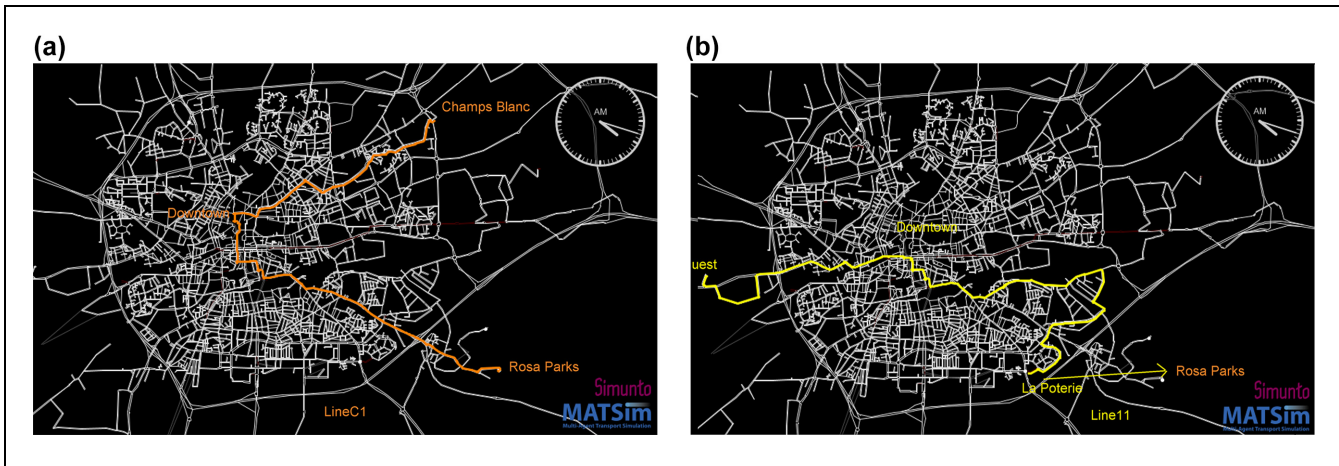 (a)
Champs Blanc
AM
Downtown
Rosa Parks
LineC1
Simunto
MATSim
Multi-Agent Transport Simulation
(b)
AM
Downtown
uest
Rosa Parks
La Poterie
Line11
Simunto
MATSim
Multi-Agent Transport Simulation